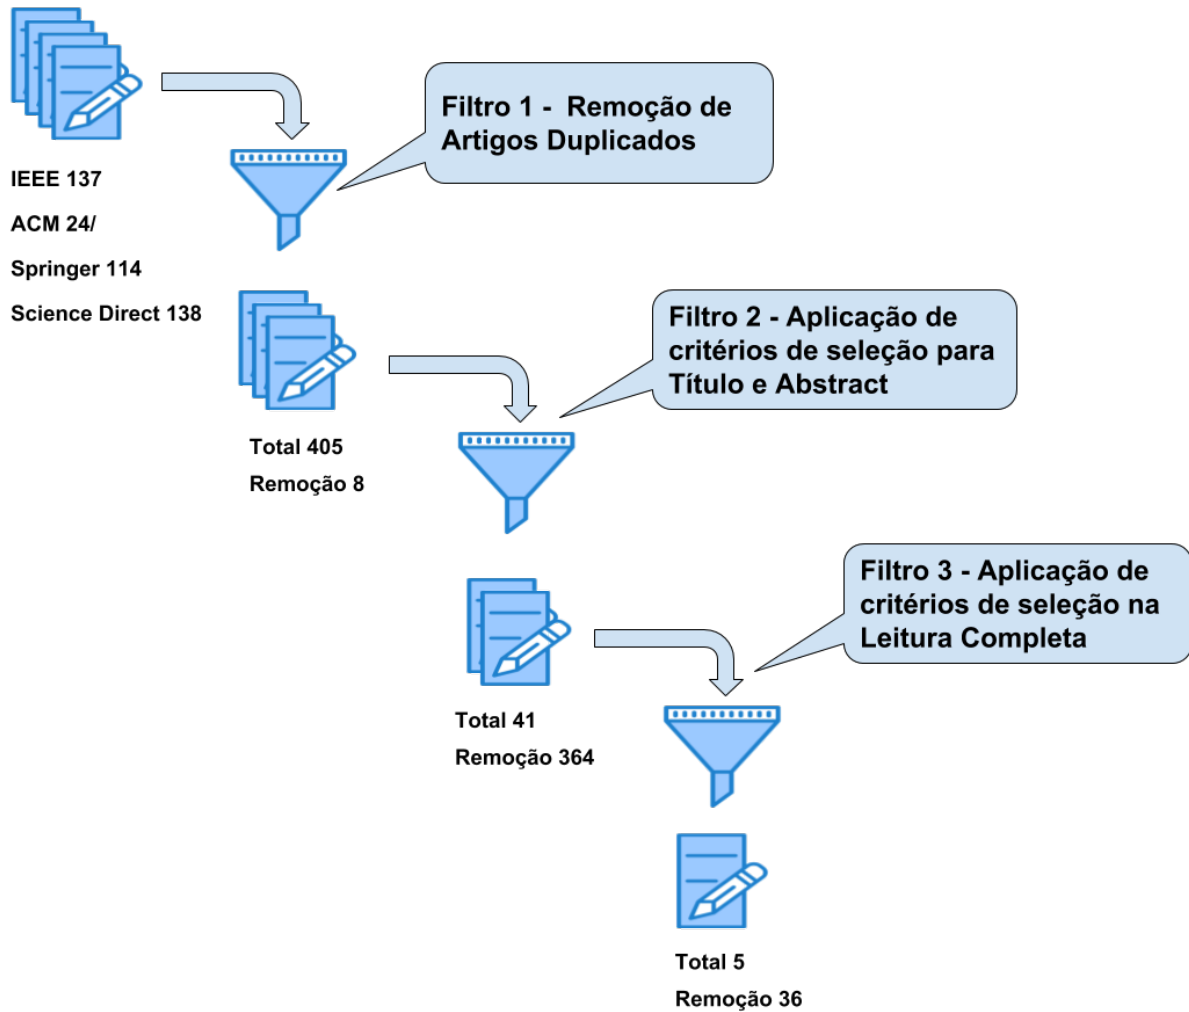 Filtro 1 -  Remoção de
Artigos Duplicados
IEEE 137
ACM 24/
Springer 114
Science Direct 138
Filtro 2 - Aplicação de
critérios de seleção para
Título e Abstract
Total 405
Remoção 8
Filtro 3 - Aplicação de
critérios de seleção na
Leitura Completa
Total 41
Remoção 364
Total 5
Remoção 36